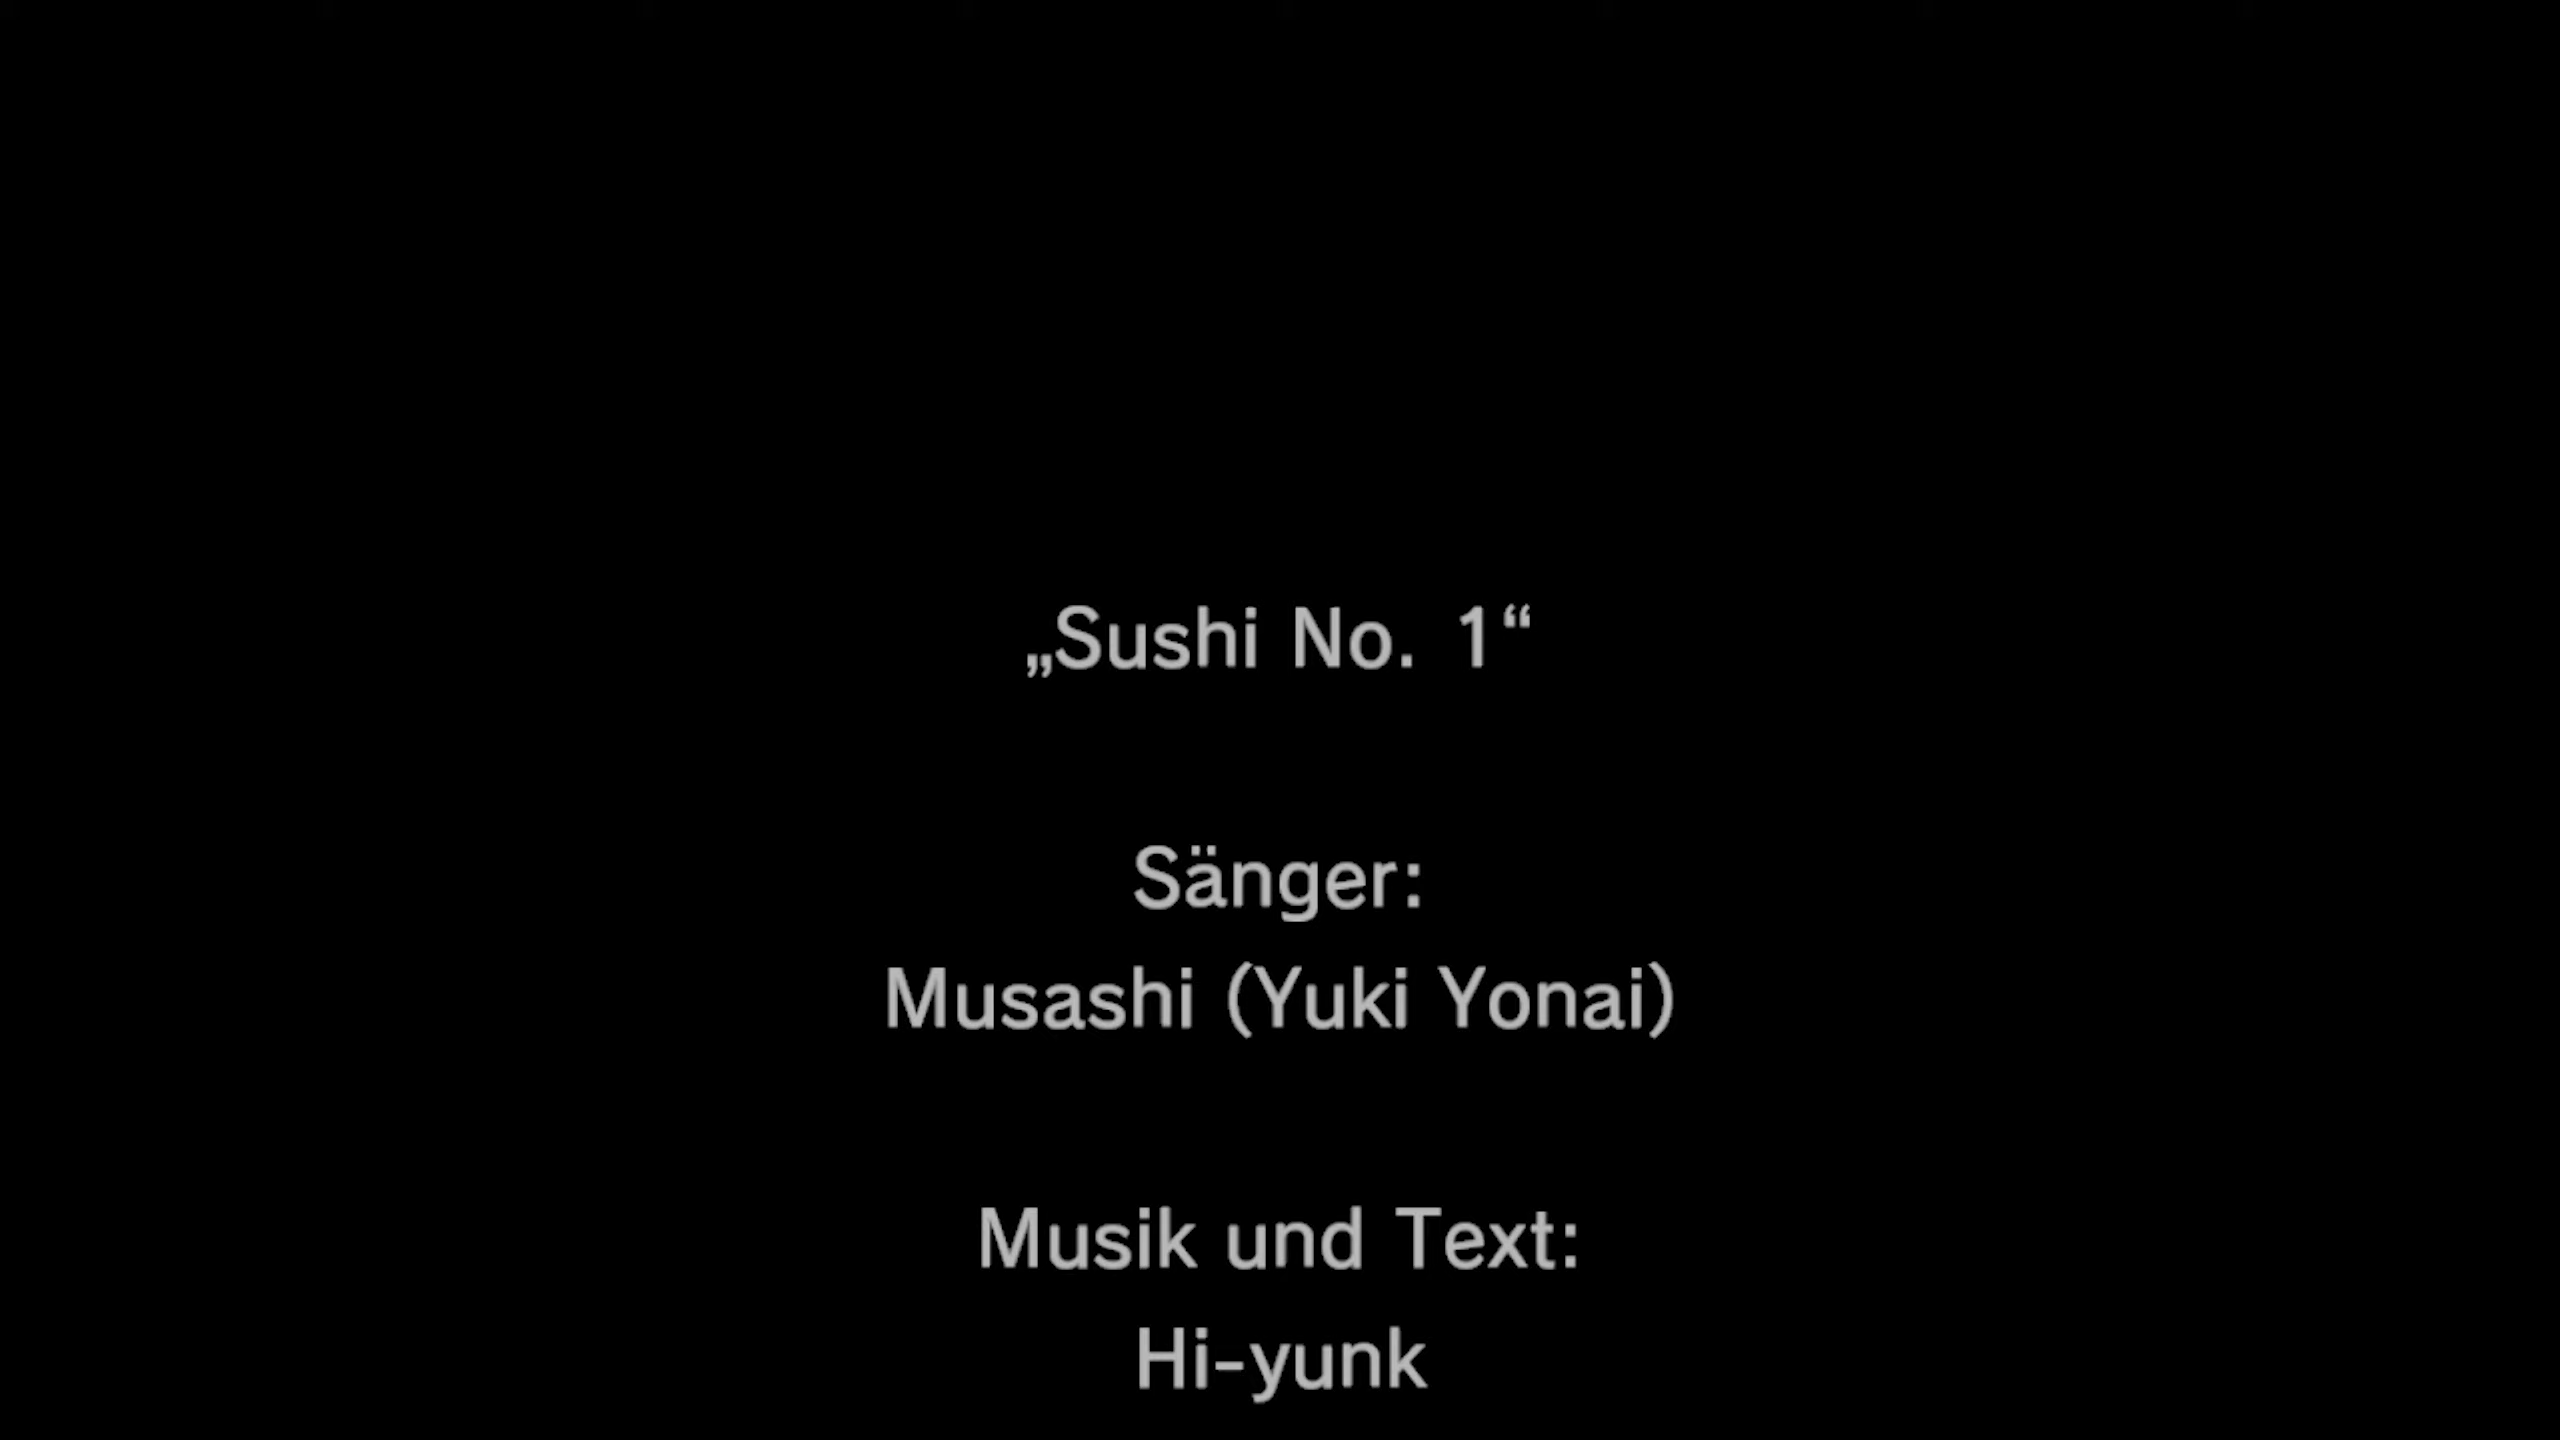 „Sushi No. 1“
Sänger:
Musashi (Yuki Yonai)
Musik und Text:
Hi-yunk